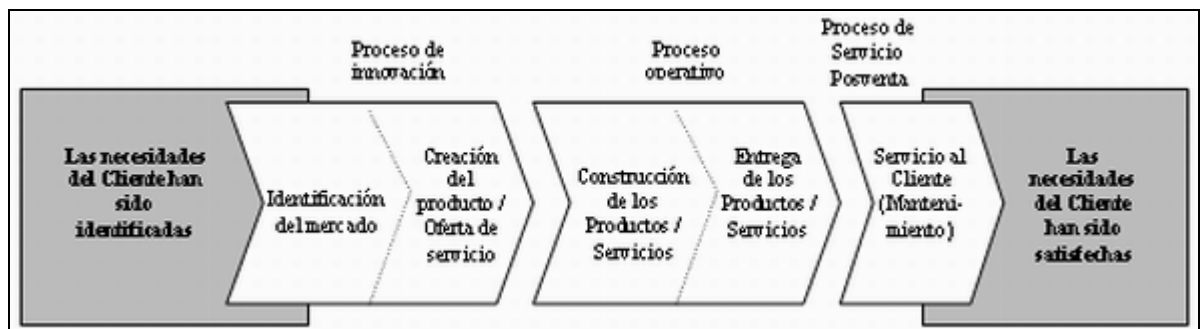 Proceso de
innovación
Proceso
operativo
Proceso de
Servicio
Posventa
Las necesidades
del Cliente han
sido
identificadas
Identificación
del mercado
Creación
del
producto /
Oferta de
servicio
Construcción
de los
Productos /
Servicios
Entrega
de los
Productos /
Servicios
Servicio al
Cliente
(Manteni-
miento)
Las
necesidades
del Cliente
han sido
satisfechas